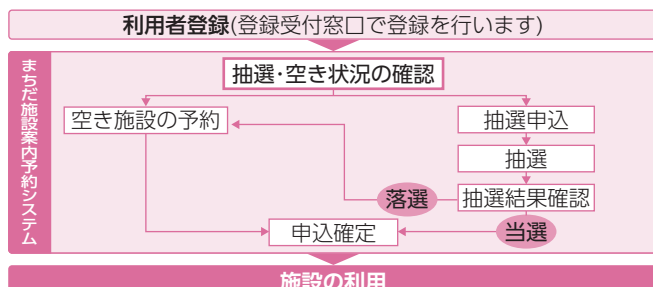 利用者登録(登録受付窓口で登録を行います)
まちだ施設案内予約システム
抽選・空き状況の確認
空き施設の予約
抽選申込
抽選
落選
抽選結果確認
申込確定
当選
施設の利用